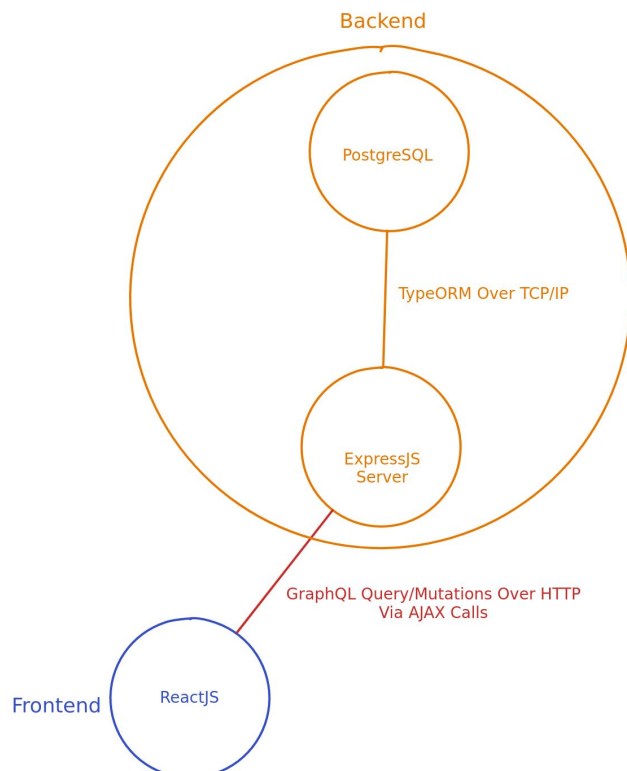 Backend
PostgreSQL
TypeORM Over TCP/IP
ExpressJS
Server
GraphQL Query/Mutations Over HTTP
Via AJAX Calls
ReactJS
Frontend